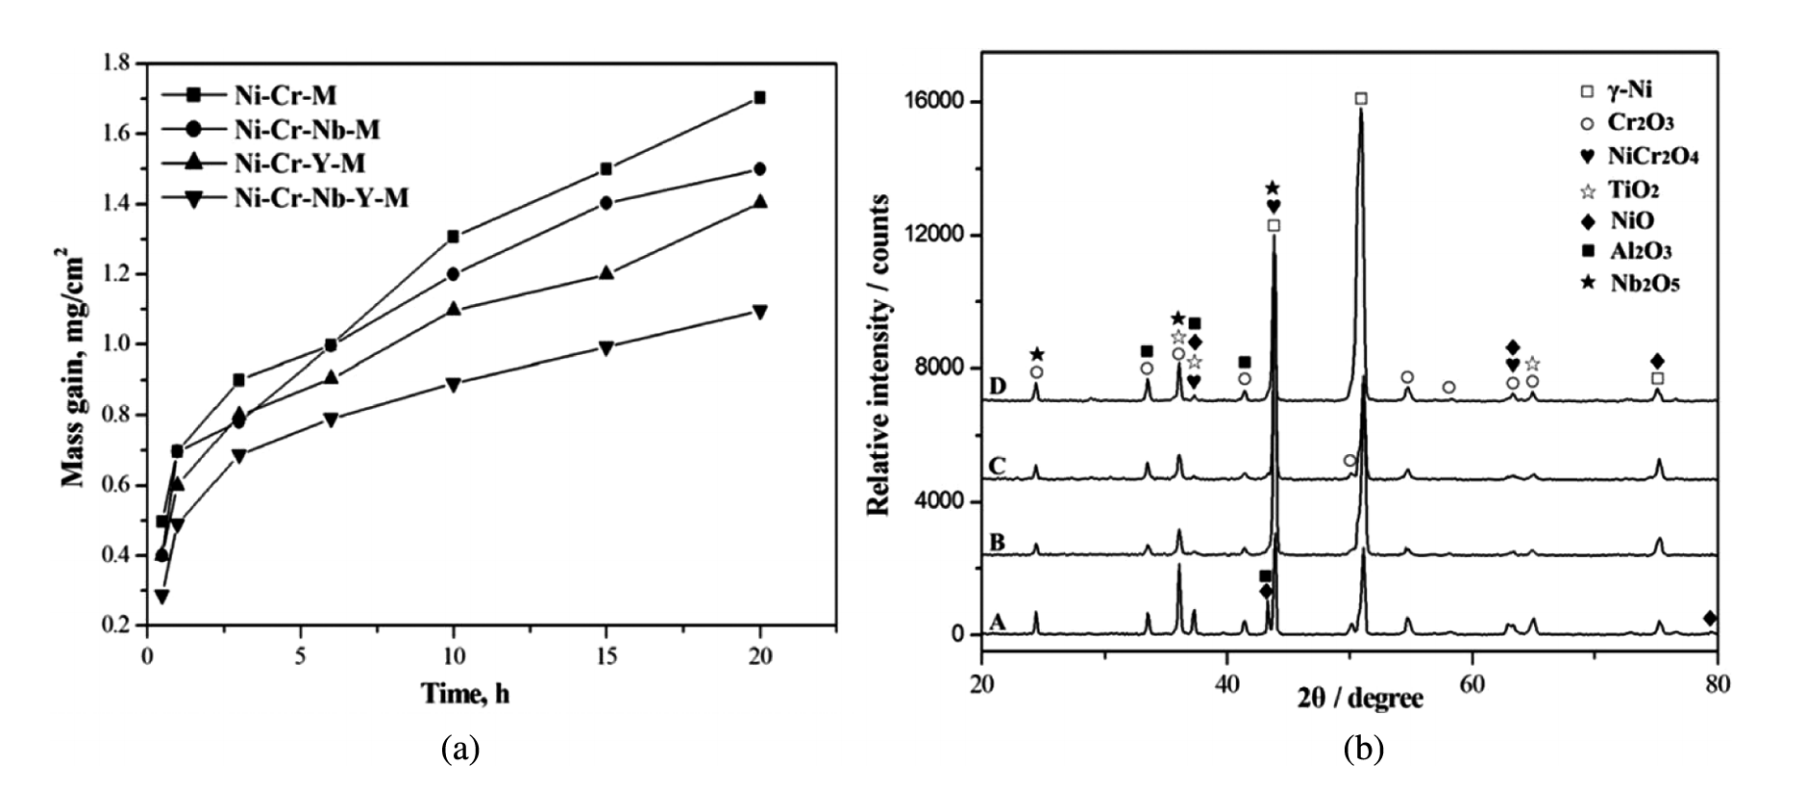 1.8
1.6
1.4
1.2
1.0
0.8
0.6
0.4
0.2
Mass gain, mg/cm2
Ni-Cr-M
Ni-Cr-Nb-M
Ni-Cr-Y-M
Ni-Cr-Nb-Y-M
0 5 10 15 20
Time, h
(a)
16000
12000
8000
4000
0
Relative intensity / counts
γ-Ni
Cr2O3
NiCr2O4
TiO2
NiO
Al2O3
Nb2O5
D
C
B
A
20 40 60 80
2θ / degree
(b)